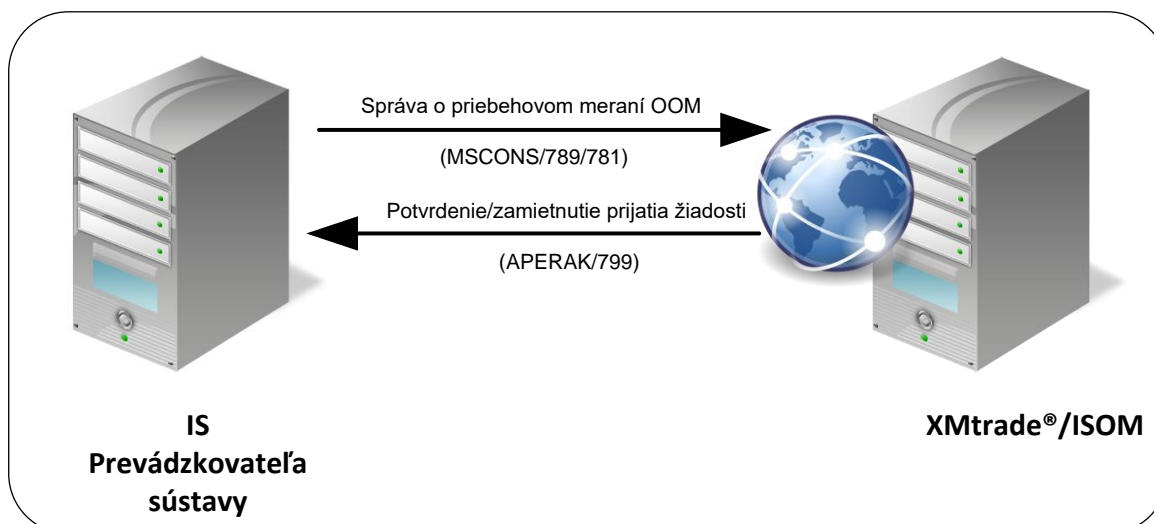 Správa o priebehovom meraní OOM
(MSCONS/789/781)
Potvrdenie/zamietnutie prijatia žiadosti
(APERAK/799)
IS
Prevádzkovateľa
sústavy
XMtrade®/ISOM